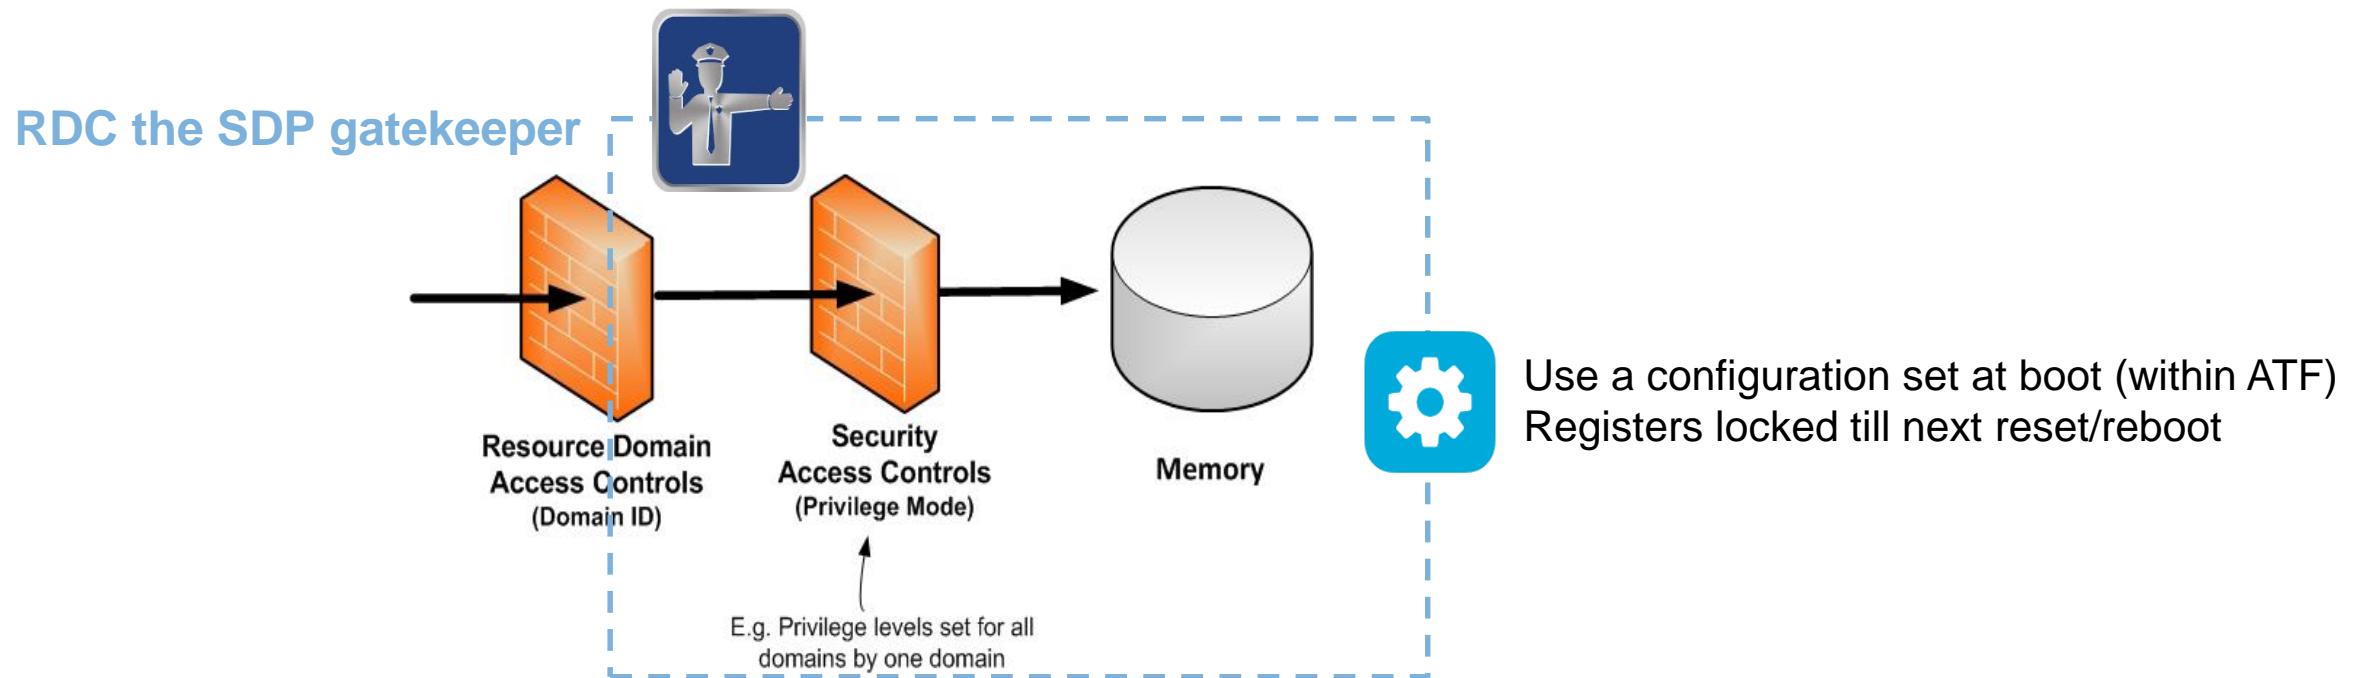 RDC the SDP gatekeeper
Resource Domain
Access Controls
(Domain ID)
Security
Access Controls
(Privilege Mode)
Memory
E.g. Privilege levels set for all
domains by one domain
Use a configuration set at boot (within ATF)
Registers locked till next reset/reboot